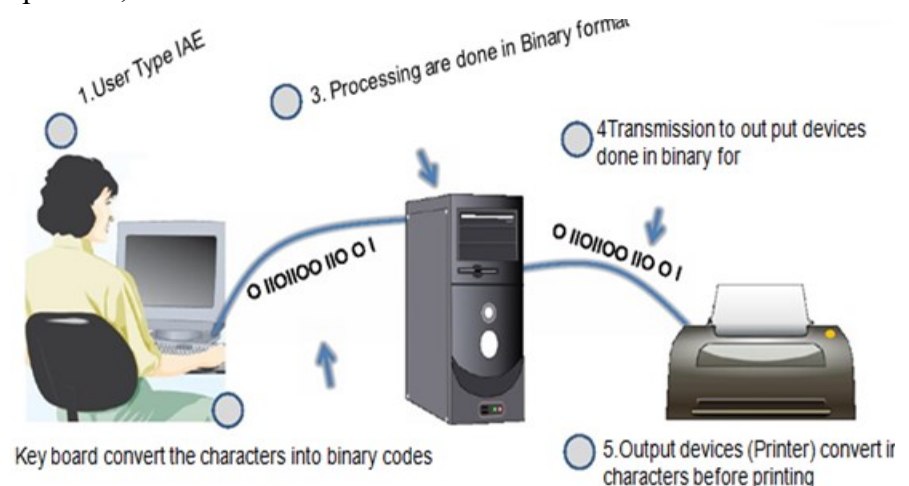 1.User Type IAE
3. Processing are done in Binary format
4Transmission to out put devices
done in binary for
O IIOIIOO IIO O I
O IIOIIOO IIO O I
Key board convert the characters into binary codes
5.Output devices (Printer) convert
characters before printing